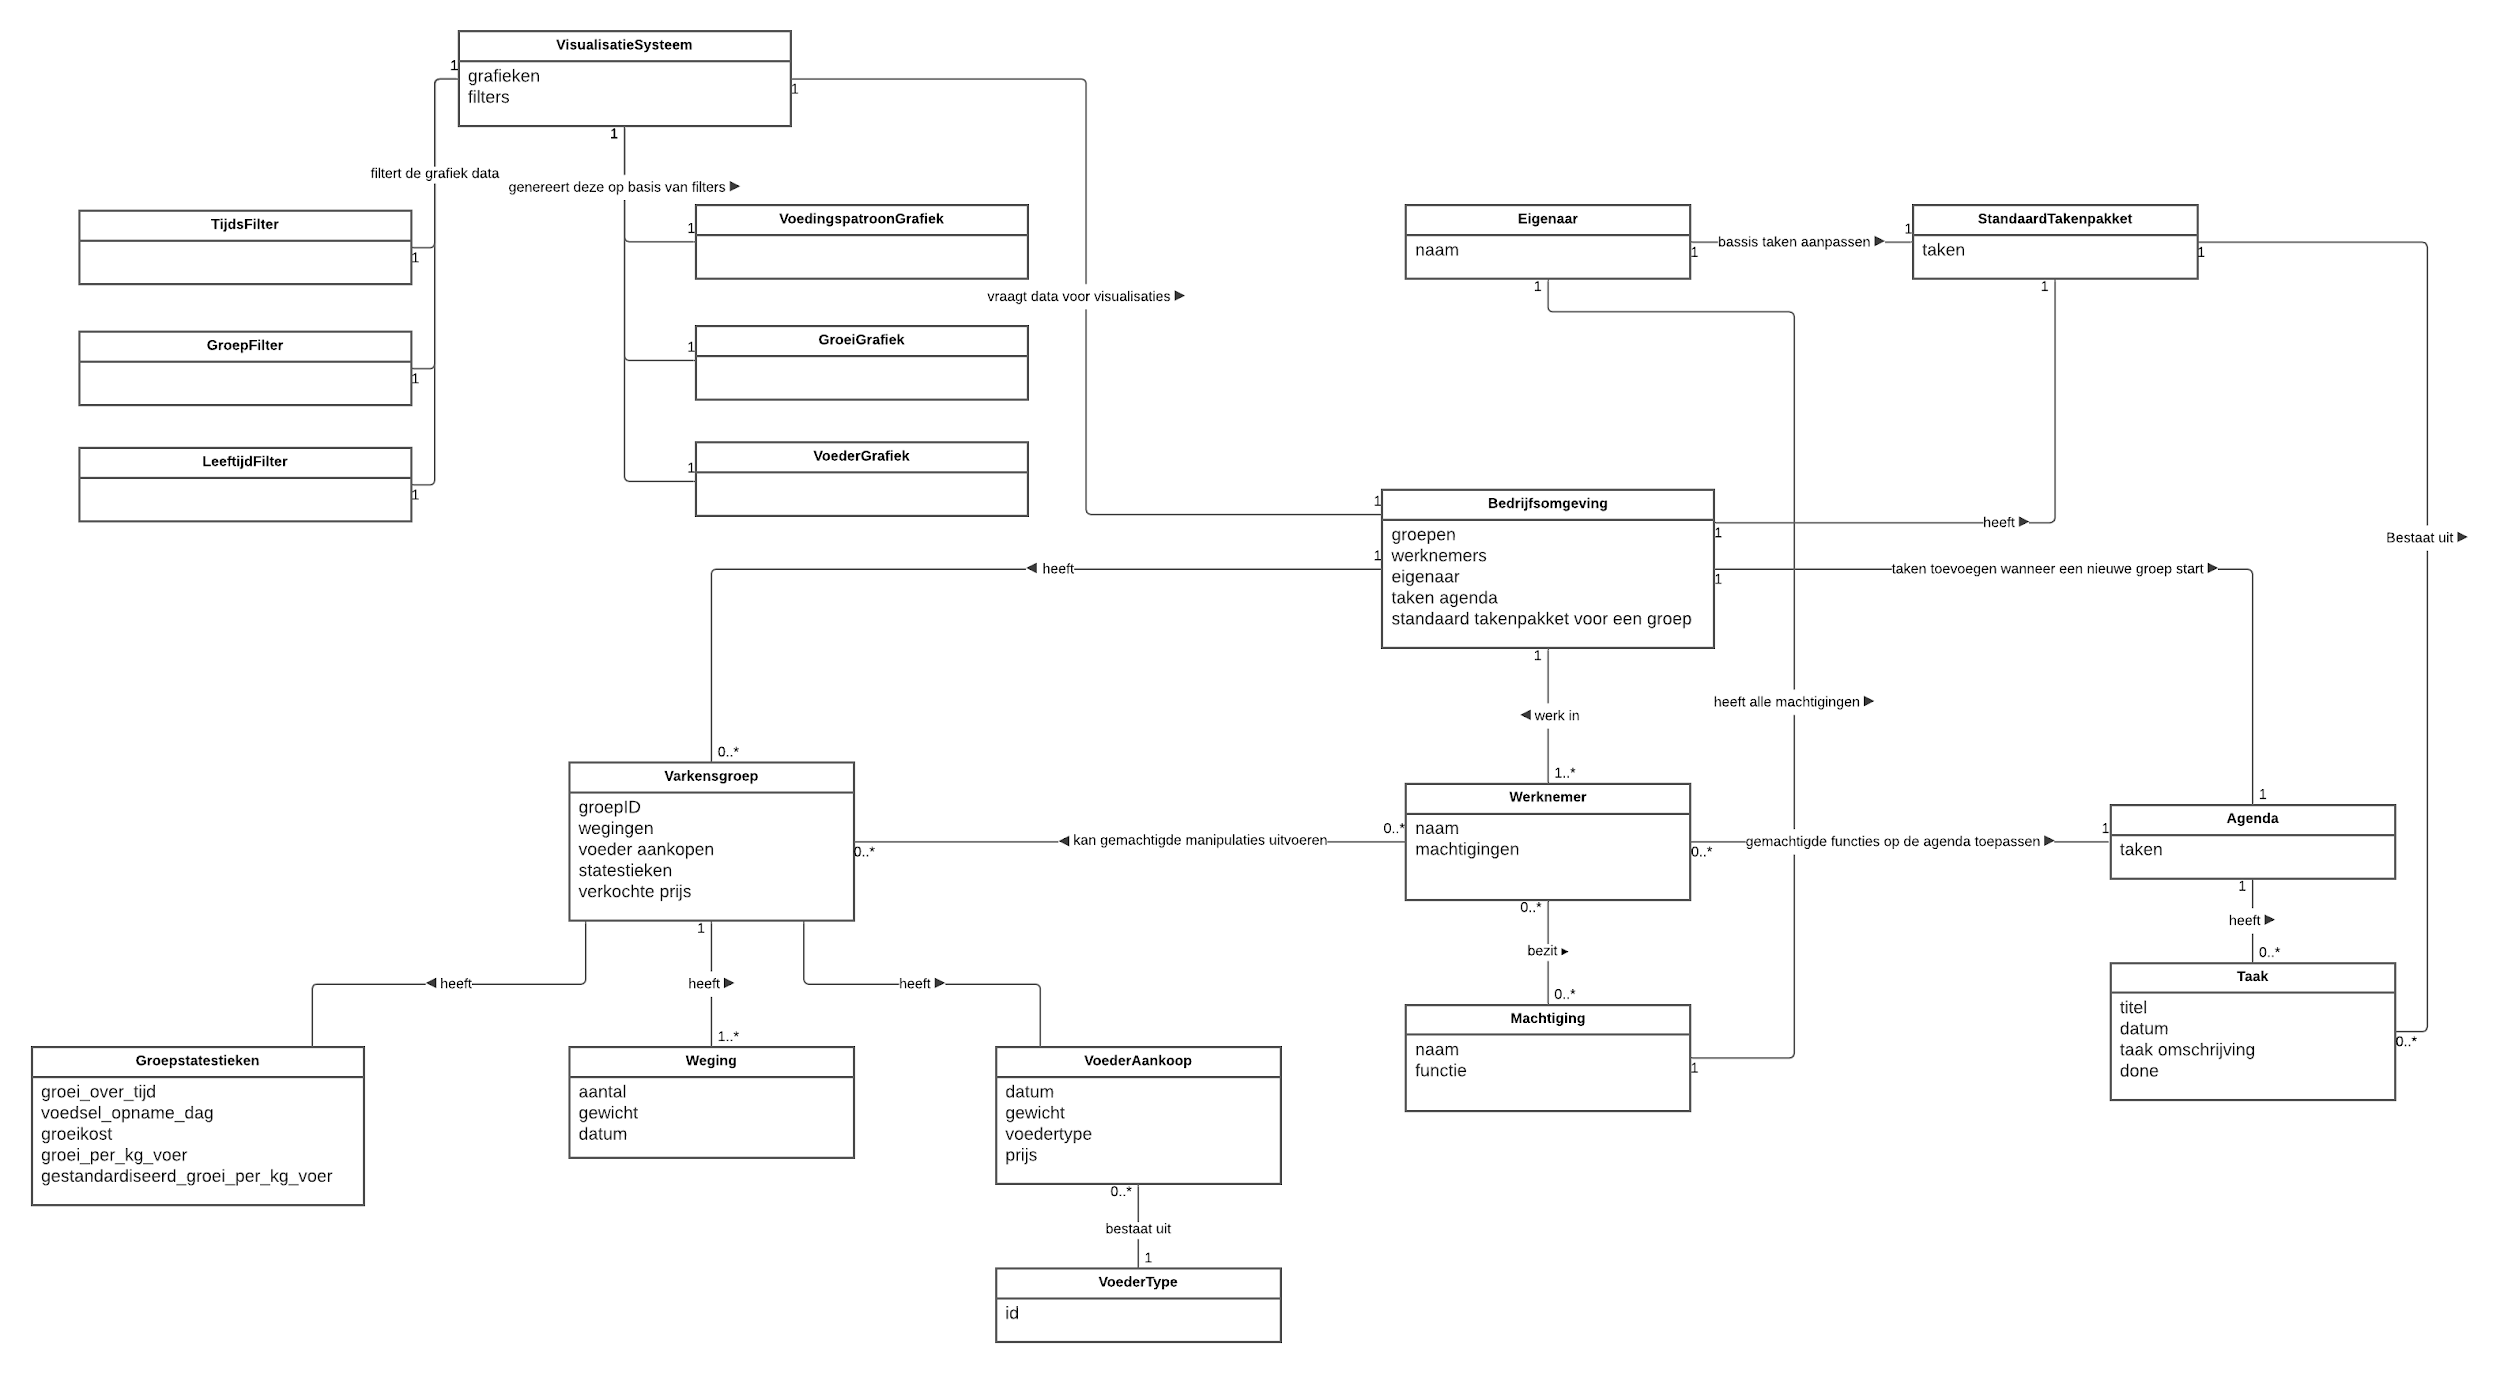 VisualisatieSysteem
grafieken
filters
1
1
1
filtert de grafiek data
genereert deze op basis van filters ►
TijdsFilter
1
GroepFilter
1
LeeftijdFilter
1
VoedingspatroonGrafiek
1
GroeiGrafiek
1
VoederGrafiek
1
vraagt data voor visualisaties ►
Eigenaar
naam
1
1
bassis taken aanpassen ►
StandaardTakenpakket
taken
1
1
1
Bedrijfsomgeving
groepen
werknemers
eigenaar
taken agenda
standaard takenpakket voor een groep
1
1
1
1
1
heeft ►
Bestaat uit ►
◄ heeft
taken toevoegen wanneer een nieuwe groep start ►
◄ werk in
heeft alle machtigingen ►
0..*
Varkensgroep
groepID
wegingen
voeder aankopen
statestieken
verkochte prijs
0..*
1
◄ kan gemachtigde manipulaties uitvoeren
1..*
Werknemer
naam
machtigingen
0..*
0..*
0..*
gemachtigde functies op de agenda toepassen ►
1
1
Agenda
taken
1
◄ heeft
heeft ►
heeft ►
bezit ►
heeft ►
1..*
0..*
0..*
Groepstatestieken
groei_over_tijd
voedsel_opname_dag
groeikost
groei_per_kg_voer
gestandardiseerd_groei_per_kg_voer
Weging
aantal
gewicht
datum
VoederAankoop
datum
gewicht
voedertype
prijs
0..*
Machtiging
naam
functie
1
Taak
titel
datum
taak omschrijving
done
0..*
bestaat uit
1
VoederType
id